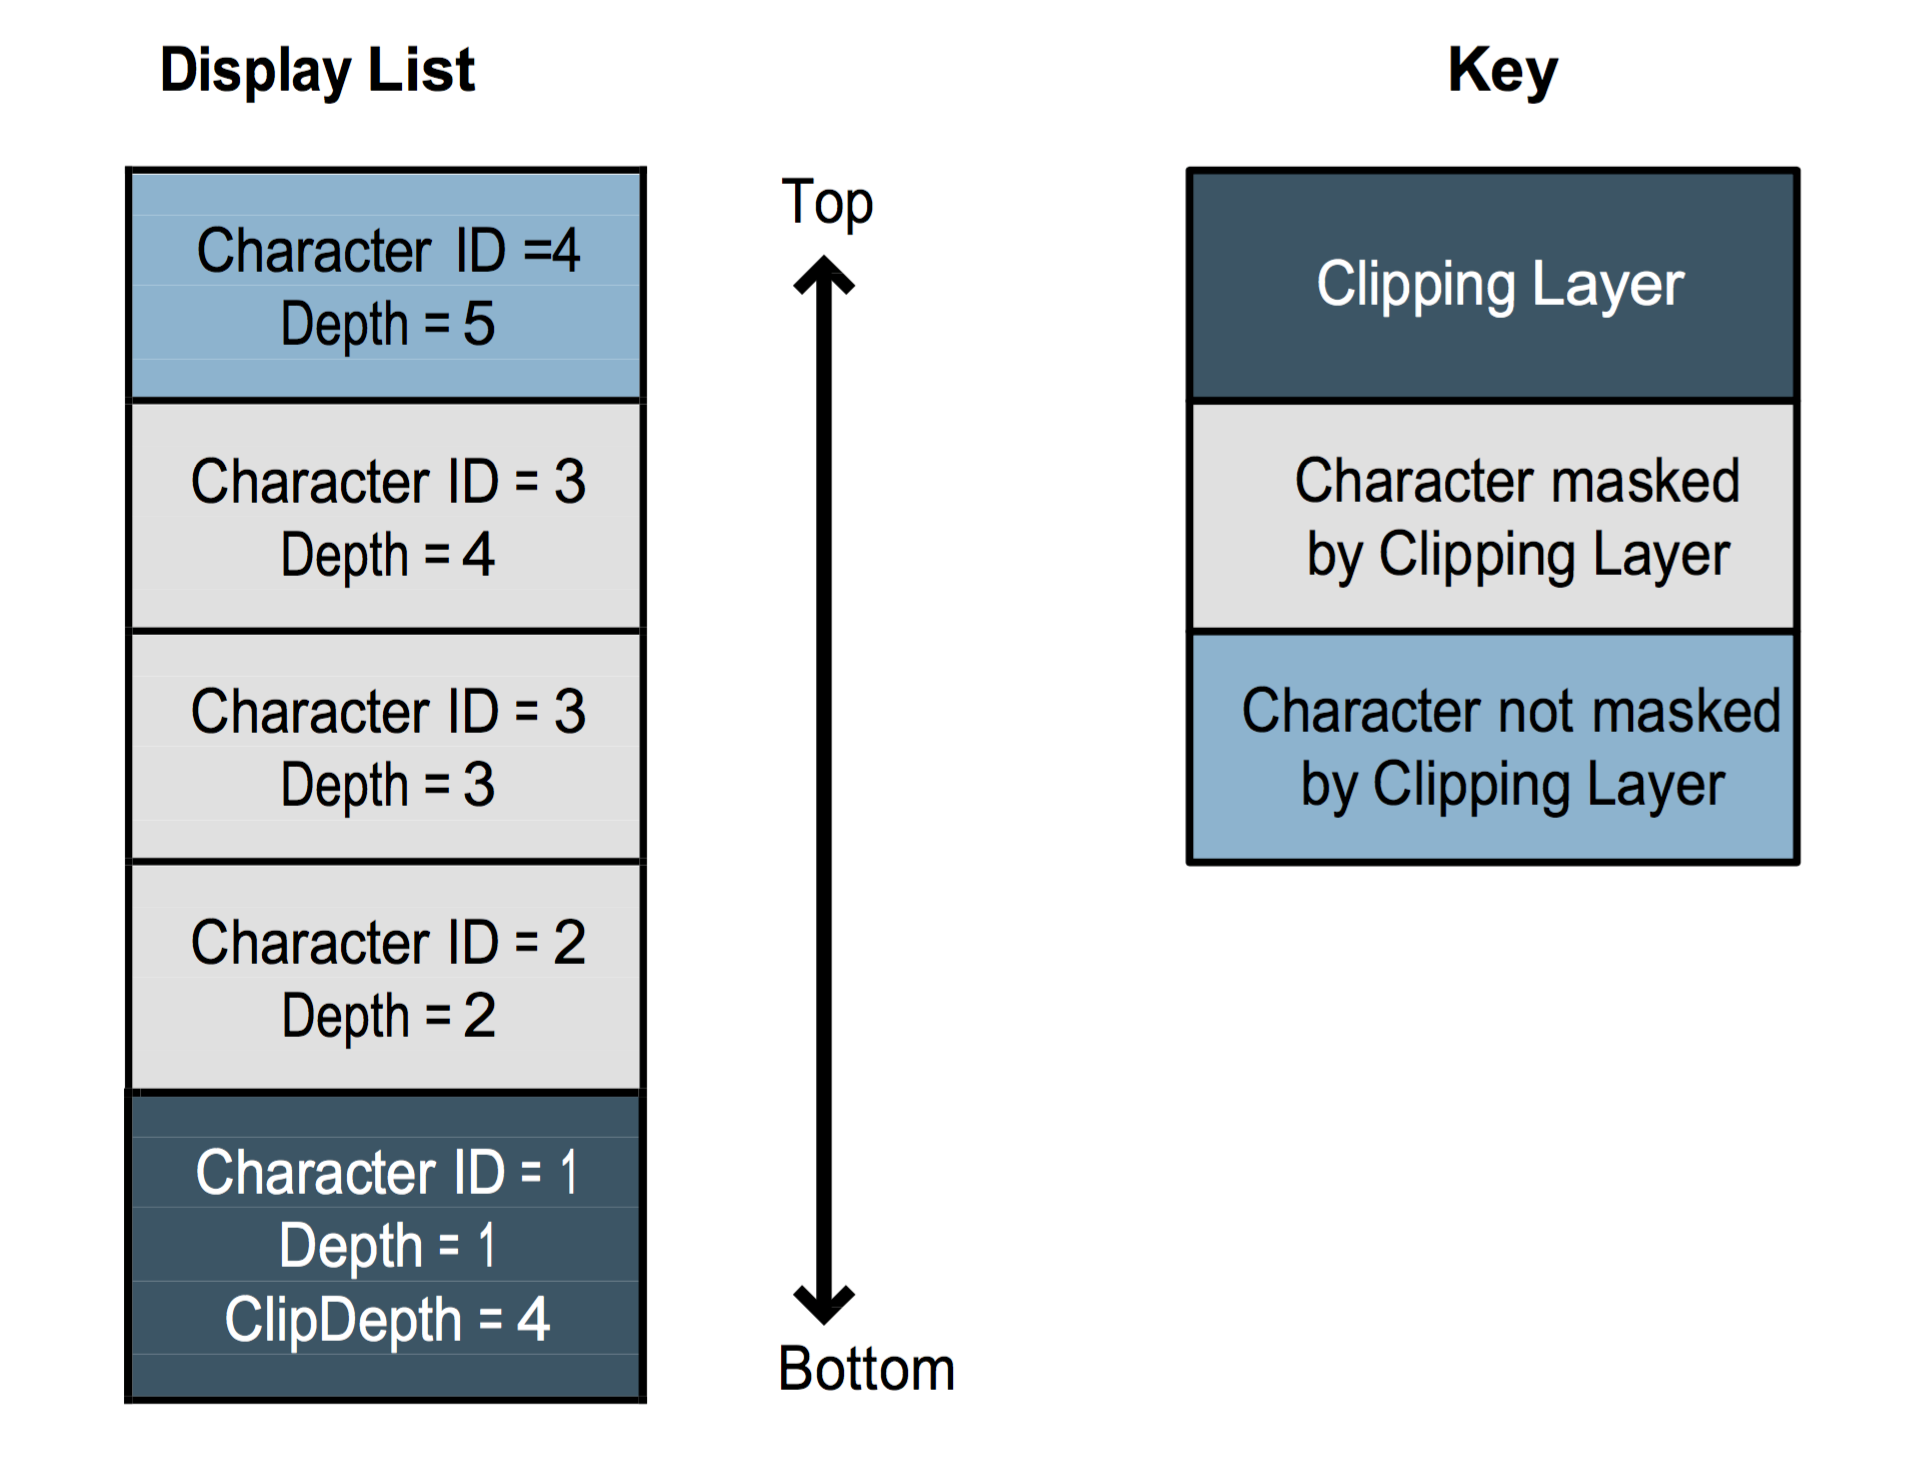 Display List
Key
Character ID =4
Depth = 5
Character ID = 3
Depth = 4
Character ID = 3
Depth = 3
Character ID = 2
Depth = 2
Character ID = 1
Depth = 1
ClipDepth = 4
Top
Bottom
Clipping Layer
Character masked
by Clipping Layer
Character not masked
by Clipping Layer